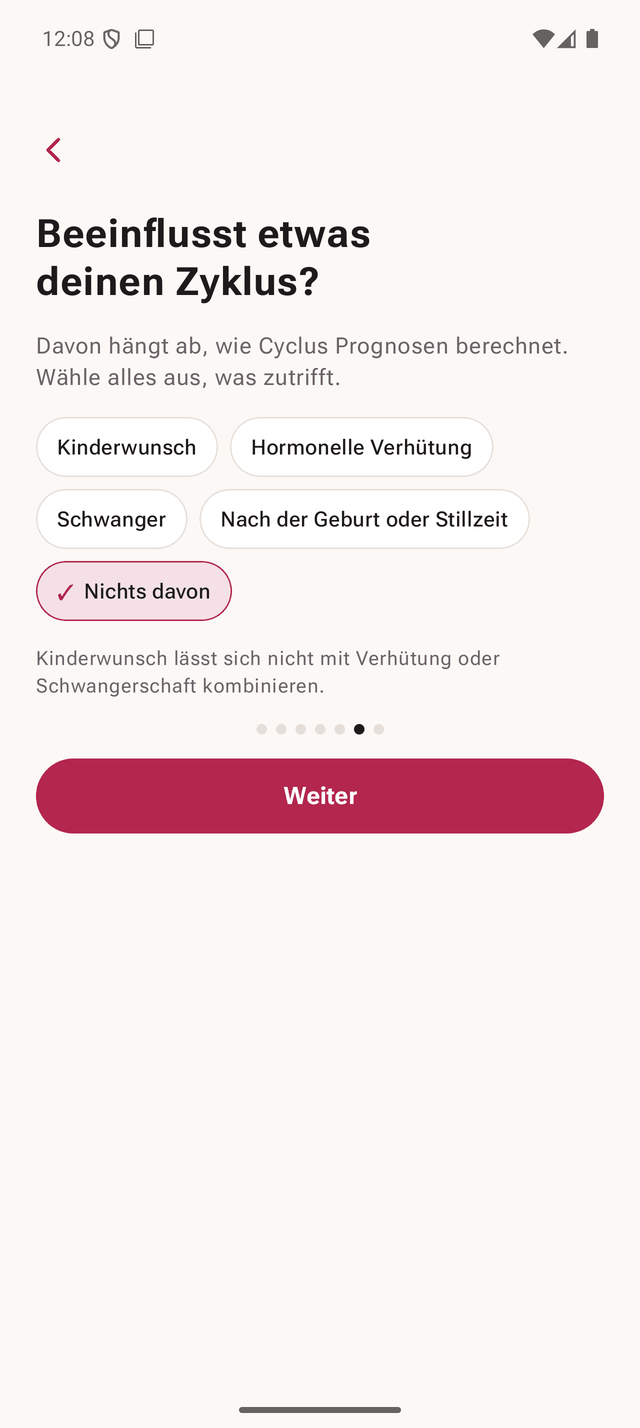 12:08
Beeinflusst etwas
deinen Zyklus?
Davon hängt ab, wie Cyclus Prognosen berechnet.
Wähle alles aus, was zutrifft.
Kinderwunsch
Hormonelle Verhütung
Schwanger
Nach der Geburt oder Stillzeit
✓ Nichts davon
Kinderwunsch lässt sich nicht mit Verhütung oder
Schwangerschaft kombinieren.
Weiter